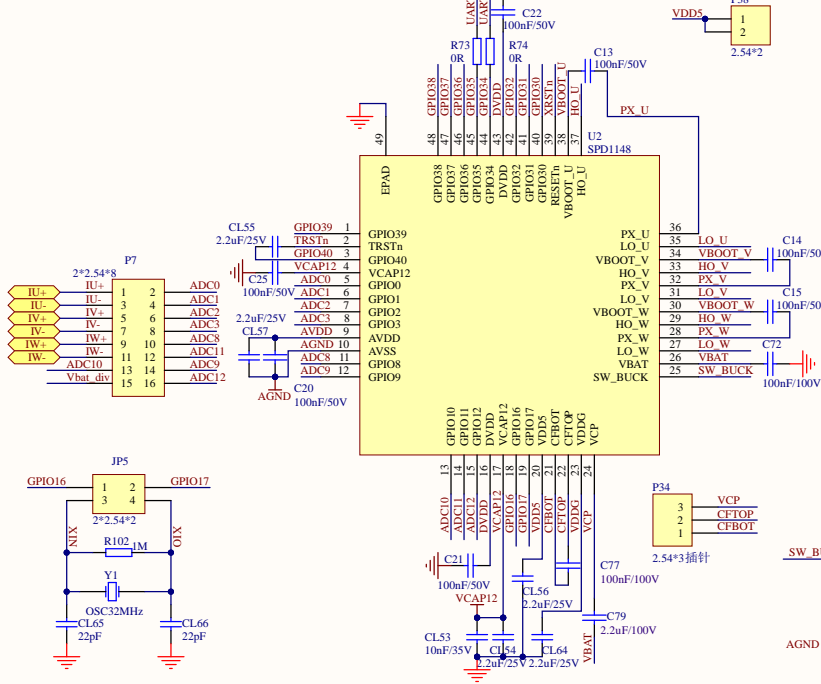 P38
VDD5
1
2
2.54*2
C22
100nF/50V
UAR
UAR
R73
0R
R74
0R
C13
100nF/50V
PX_U
GPIO38
GPIO37
GPIO36
GPIO35
GPIO34
DVDD
GPIO32
GPIO31
GPIO30
XRSTn
VBOOT_U
HO_U
49
48
47
46
45
44
43
42
41
40
39
38
37
U2
SPD1148
EPAD
GPIO38
GPIO37
GPIO36
GPIO35
GPIO34
DVDD
GPIO32
GPIO31
GPIO30
RESETn
VBOOT_U
HO_U
CL55
2.2uF/25V
C25
100nF/50V
2.2uF/25V
CL57
AGND
C20
100nF/50V
GPIO39 1 GPIO39
TRSTn 2 TRSTn
GPIO40 3 GPIO40
VCAP12 4 VCAP12
ADC0 5 GPIO0
ADC1 6 GPIO1
ADC2 7 GPIO2
ADC3 8 GPIO3
AVDD 9 AVDD
AGND 10 AVSS
ADC8 11 GPIO8
ADC9 12 GPIO9
PX_U 36
LO_U 35 LO_U
VBOOT_V 34 VBOOT_V
HO_V 33 HO_V
PX_V 32 PX_V
LO_V 31 LO_V
VBOOT_W 30 VBOOT_W
HO_W 29 HO_W
PX_W 28 PX_W
LO_W 27 LO_W
VBAT 26 VBAT
SW_BUCK 25 SW_BUCK
C14
100nF/50
C15
100nF/50
C72
100nF/100V
P7
2*2.54*8
IU+ IU+ 1 2 ADC0
IU- IU- 3 4 ADC1
IV+ IV+ 5 6 ADC2
IV- IV- 7 8 ADC3
IW+ IW+ 9 10 ADC8
IW- IW- 11 12 ADC11
ADC10 13 14 ADC9
Vbat_div 15 16 ADC12
GPIO10
GPIO11
GPIO12
DVDD
VCAP12
GPIO16
GPIO17
VDD5
CFBOT
CFTOP
VDDG
VCP
13
14
15
16
17
18
19
20
21
22
23
24
ADC10
ADC11
ADC12
DVDD
VCAP12
GPIO16
GPIO17
VDD5
CFBOT
CFTOP
VDDG
VCP
JP5
GPIO16 1 2 GPIO17
3 4
2*2.54*2
XIN
XIO
R102
1M
Y1
OSC32MHz
CL65
22pF
CL66
22pF
C21
100nF/50V
VCAP12
CL53
10nF/35V
CL54
2.2uF/25V
CL56
2.2uF/25V
CL64
2.2uF/25V
C77
100nF/100V
C79
2.2uF/100V
VBAT
P34
3 VCP
2 CFTOP
1 CFBOT
2.54*3插针
SW_BU
AGND